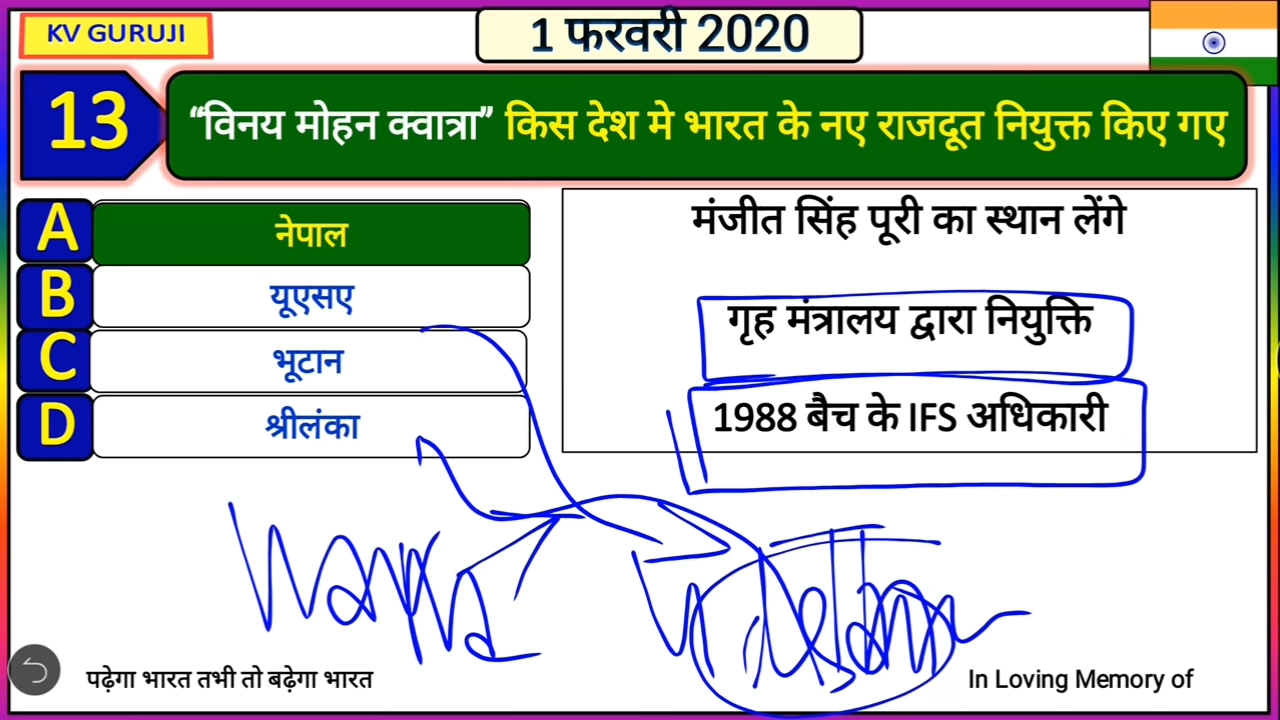 KV GURUJI
1 फरवरी 2020
13
“विनय मोहन क्वात्रा” किस देश मे भारत के नए राजदूत नियुक्त किए गए
A नेपाल
B यूएसए
C भूटान
D श्रीलंका
मंजीत सिंह पूरी का स्थान लेंगे
गृह मंत्रालय द्वारा नियुक्ति
1988 बैच के IFS अधिकारी
पढ़ेगा भारत तभी तो बढ़ेगा भारत
In Loving Memory of